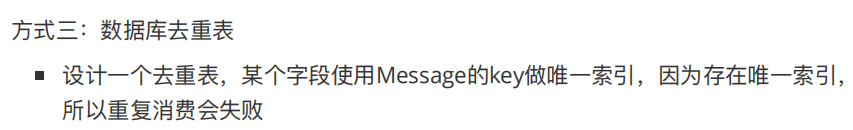 方式三：数据库去重表
▪ 设计一个去重表，某个字段使用Message的key做唯一索引，因为存在唯一索引，
所以重复消费会失败